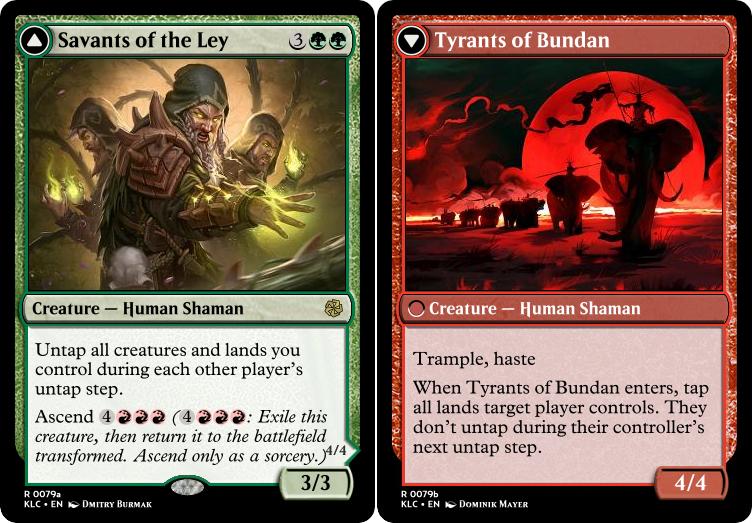 Savants of the Ley 3
Creature — Human Shaman
Untap all creatures and lands you
control during each other player's
untap step.
Ascend 4 (4: Exile this
creature, then return it to the battlefield
transformed. Ascend only as a sorcery.)
4/4
3/3
R 0079a
KLC • EN Dmitry Burmak
Tyrants of Bundan
Creature — Human Shaman
Trample, haste
When Tyrants of Bundan enters, tap
all lands target player controls. They
don't untap during their controller's
next untap step.
4/4
R 0079b
KLC • EN Dominik Mayer